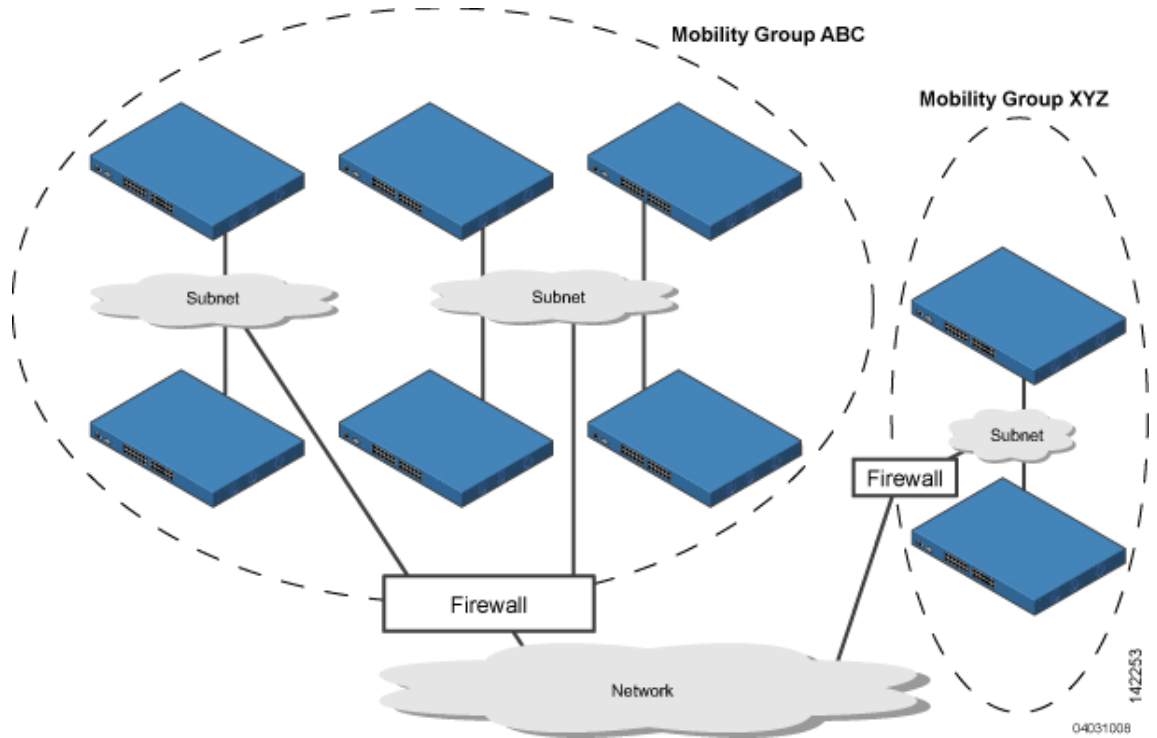 Mobility Group ABC
Mobility Group XYZ
Subnet
Subnet
Subnet
Firewall
Firewall
Network
142253
04031008